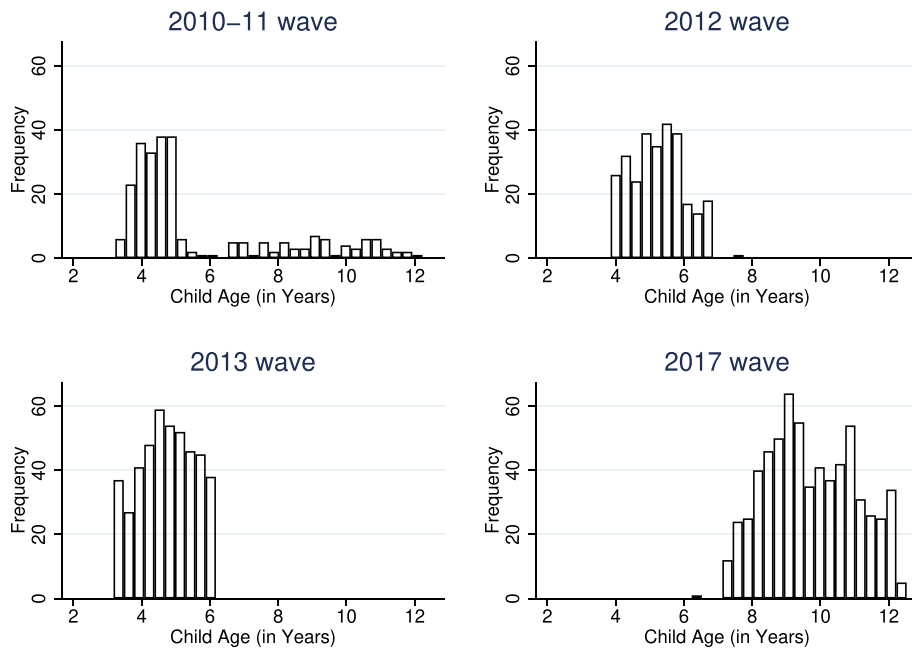 2010–11 wave
Frequency
0 20 40 60
2 4 6 8 10 12
Child Age (in Years)
2012 wave
Frequency
0 20 40 60
2 4 6 8 10 12
Child Age (in Years)
2013 wave
Frequency
0 20 40 60
2 4 6 8 10 12
Child Age (in Years)
2017 wave
Frequency
0 20 40 60
2 4 6 8 10 12
Child Age (in Years)